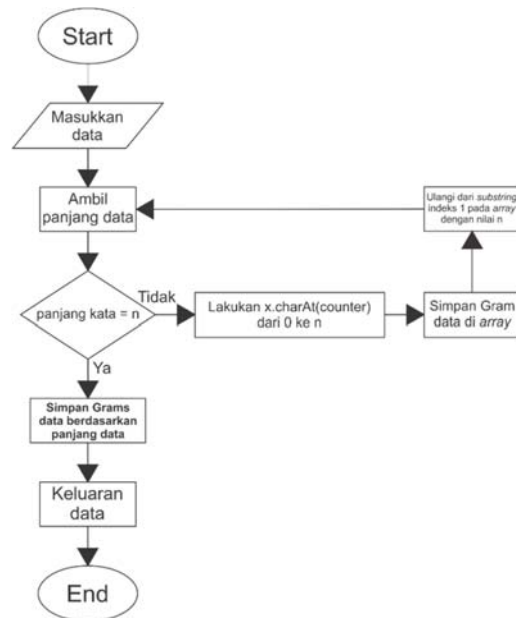 Start
Masukkan
data
Ambil
panjang data
Ulangi dari substring
indeks 1 pada array
dengan nilai n
panjang kata = n
Tidak
Lakukan x.charAt(counter)
dari 0 ke n
Simpan Gram
data di array
Ya
Simpan Grams
data berdasarkan
panjang data
Keluaran
data
End